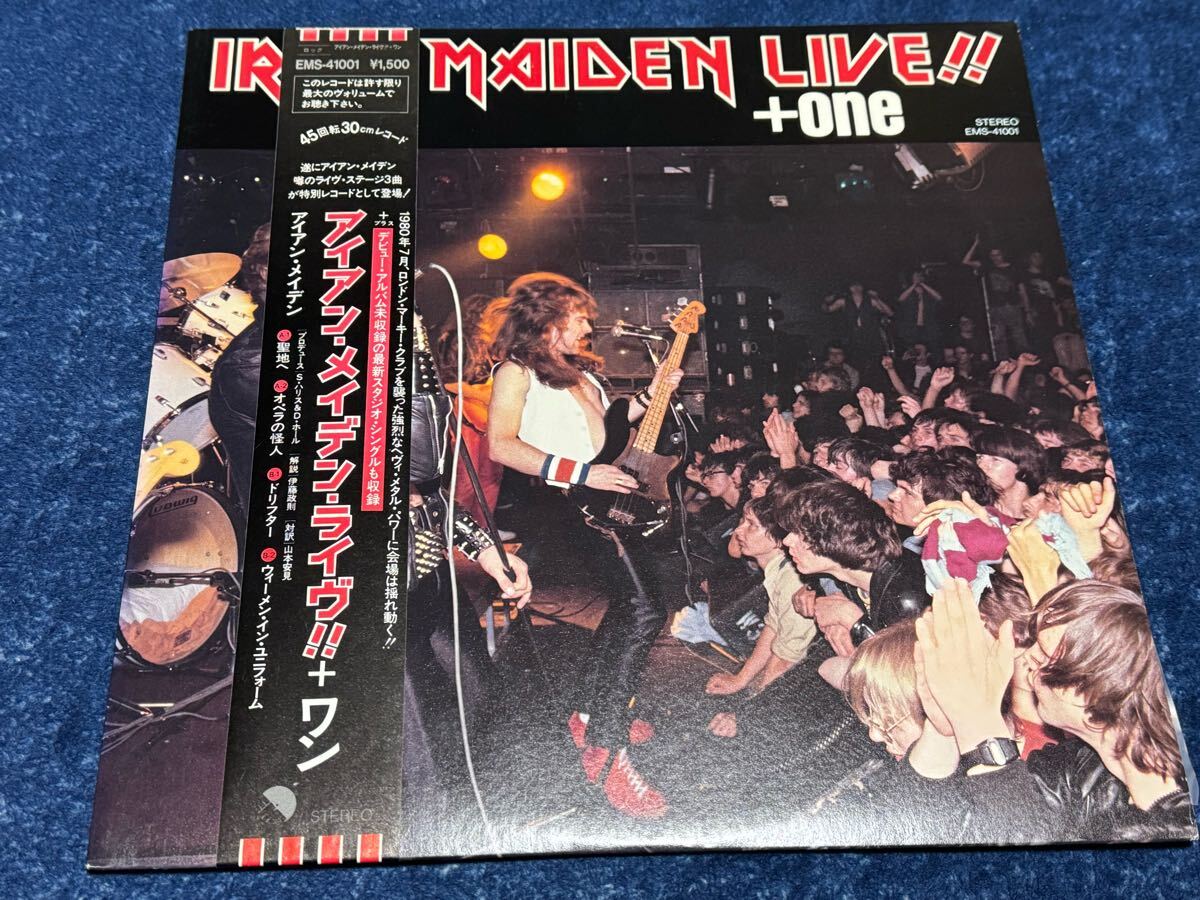 IR MAIDEN LIVE!!
+one
STEREO
EMS-41001
ロック
アイアン・メイデン・ライヴ!!+ワン
EMS-41001 ¥1,500
このレコードは許す限り
最大のヴォリュームで
お聴き下さい。
45回転30cmレコード
遂にアイアン・メイデン
噂のライヴ・ステージ3曲
が特別レコードとして登場!
1980年7月、ロンドン・マーキー・クラブを襲った強烈なヘヴィ・メタル・パワーに会場は揺れ動く!!
+プラス
デビュー・アルバム未収録の最新スタジオ・シングルも収録
アイアン・メイデン・ライヴ!!+ワン
アイアン・メイデン
[プロデュース]S・ハリス&D・ホール [解説]伊藤政則 [対訳]山本安見
A-1 聖地へ A-2 オペラの怪人 B-1 ドリフター B-2 ウィーメン・イン・ユニフォーム
STEREO
Ludwig